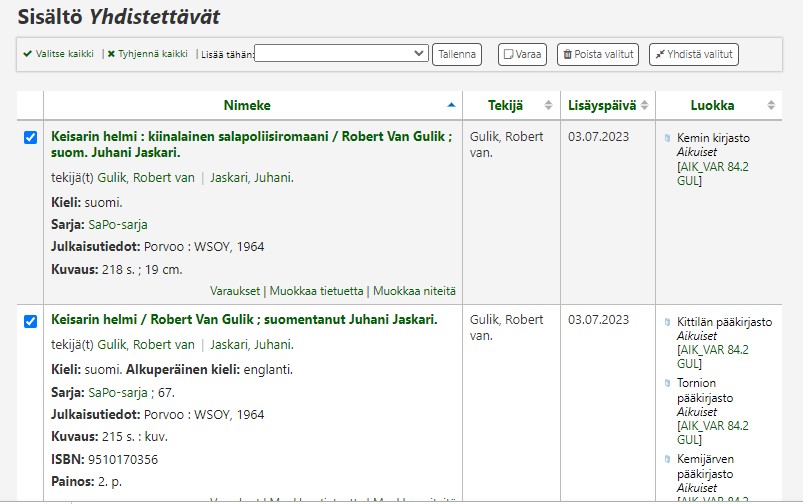 Sisältö Yhdistettävät
Valitse kaikki | Tyhjennä kaikki | Lisää tähän: Tallenna Varaa Poista valitut Yhdistä valitut
Nimeke Tekijä Lisäyspäivä Luokka
Keisarin helmi : kiinalainen salapoliisiromaani / Robert Van Gulik ;
suom. Juhani Jaskari.
tekijä(t) Gulik, Robert van | Jaskari, Juhani.
Kieli: suomi.
Sarja: SaPo-sarja
Julkaisutiedot: Porvoo : WSOY, 1964
Kuvaus: 218 s. ; 19 cm.
Varaukset | Muokkaa tietuetta | Muokkaa niteitä
Gulik, Robert
van.
03.07.2023
Kemin kirjasto
Aikuiset
[AIK_VAR 84.2
GUL]
Keisarin helmi / Robert Van Gulik ; suomentanut Juhani Jaskari.
tekijä(t) Gulik, Robert van | Jaskari, Juhani.
Kieli: suomi. Alkuperäinen kieli: englanti.
Sarja: SaPo-sarja ; 67.
Julkaisutiedot: Porvoo : WSOY, 1964
Kuvaus: 215 s. : kuv.
ISBN: 9510170356
Painos: 2. p.
Varaukset | Muokkaa tietuetta | Muokkaa niteitä
Gulik, Robert
van.
03.07.2023
Kittilän pääkirjasto
Aikuiset
[AIK_VAR 84.2
GUL]
Tornion
pääkirjasto
Aikuiset
[AIK_VAR 84.2
GUL]
Kemijärven
pääkirjasto
Aikuiset
[AIK_VAR 84.2